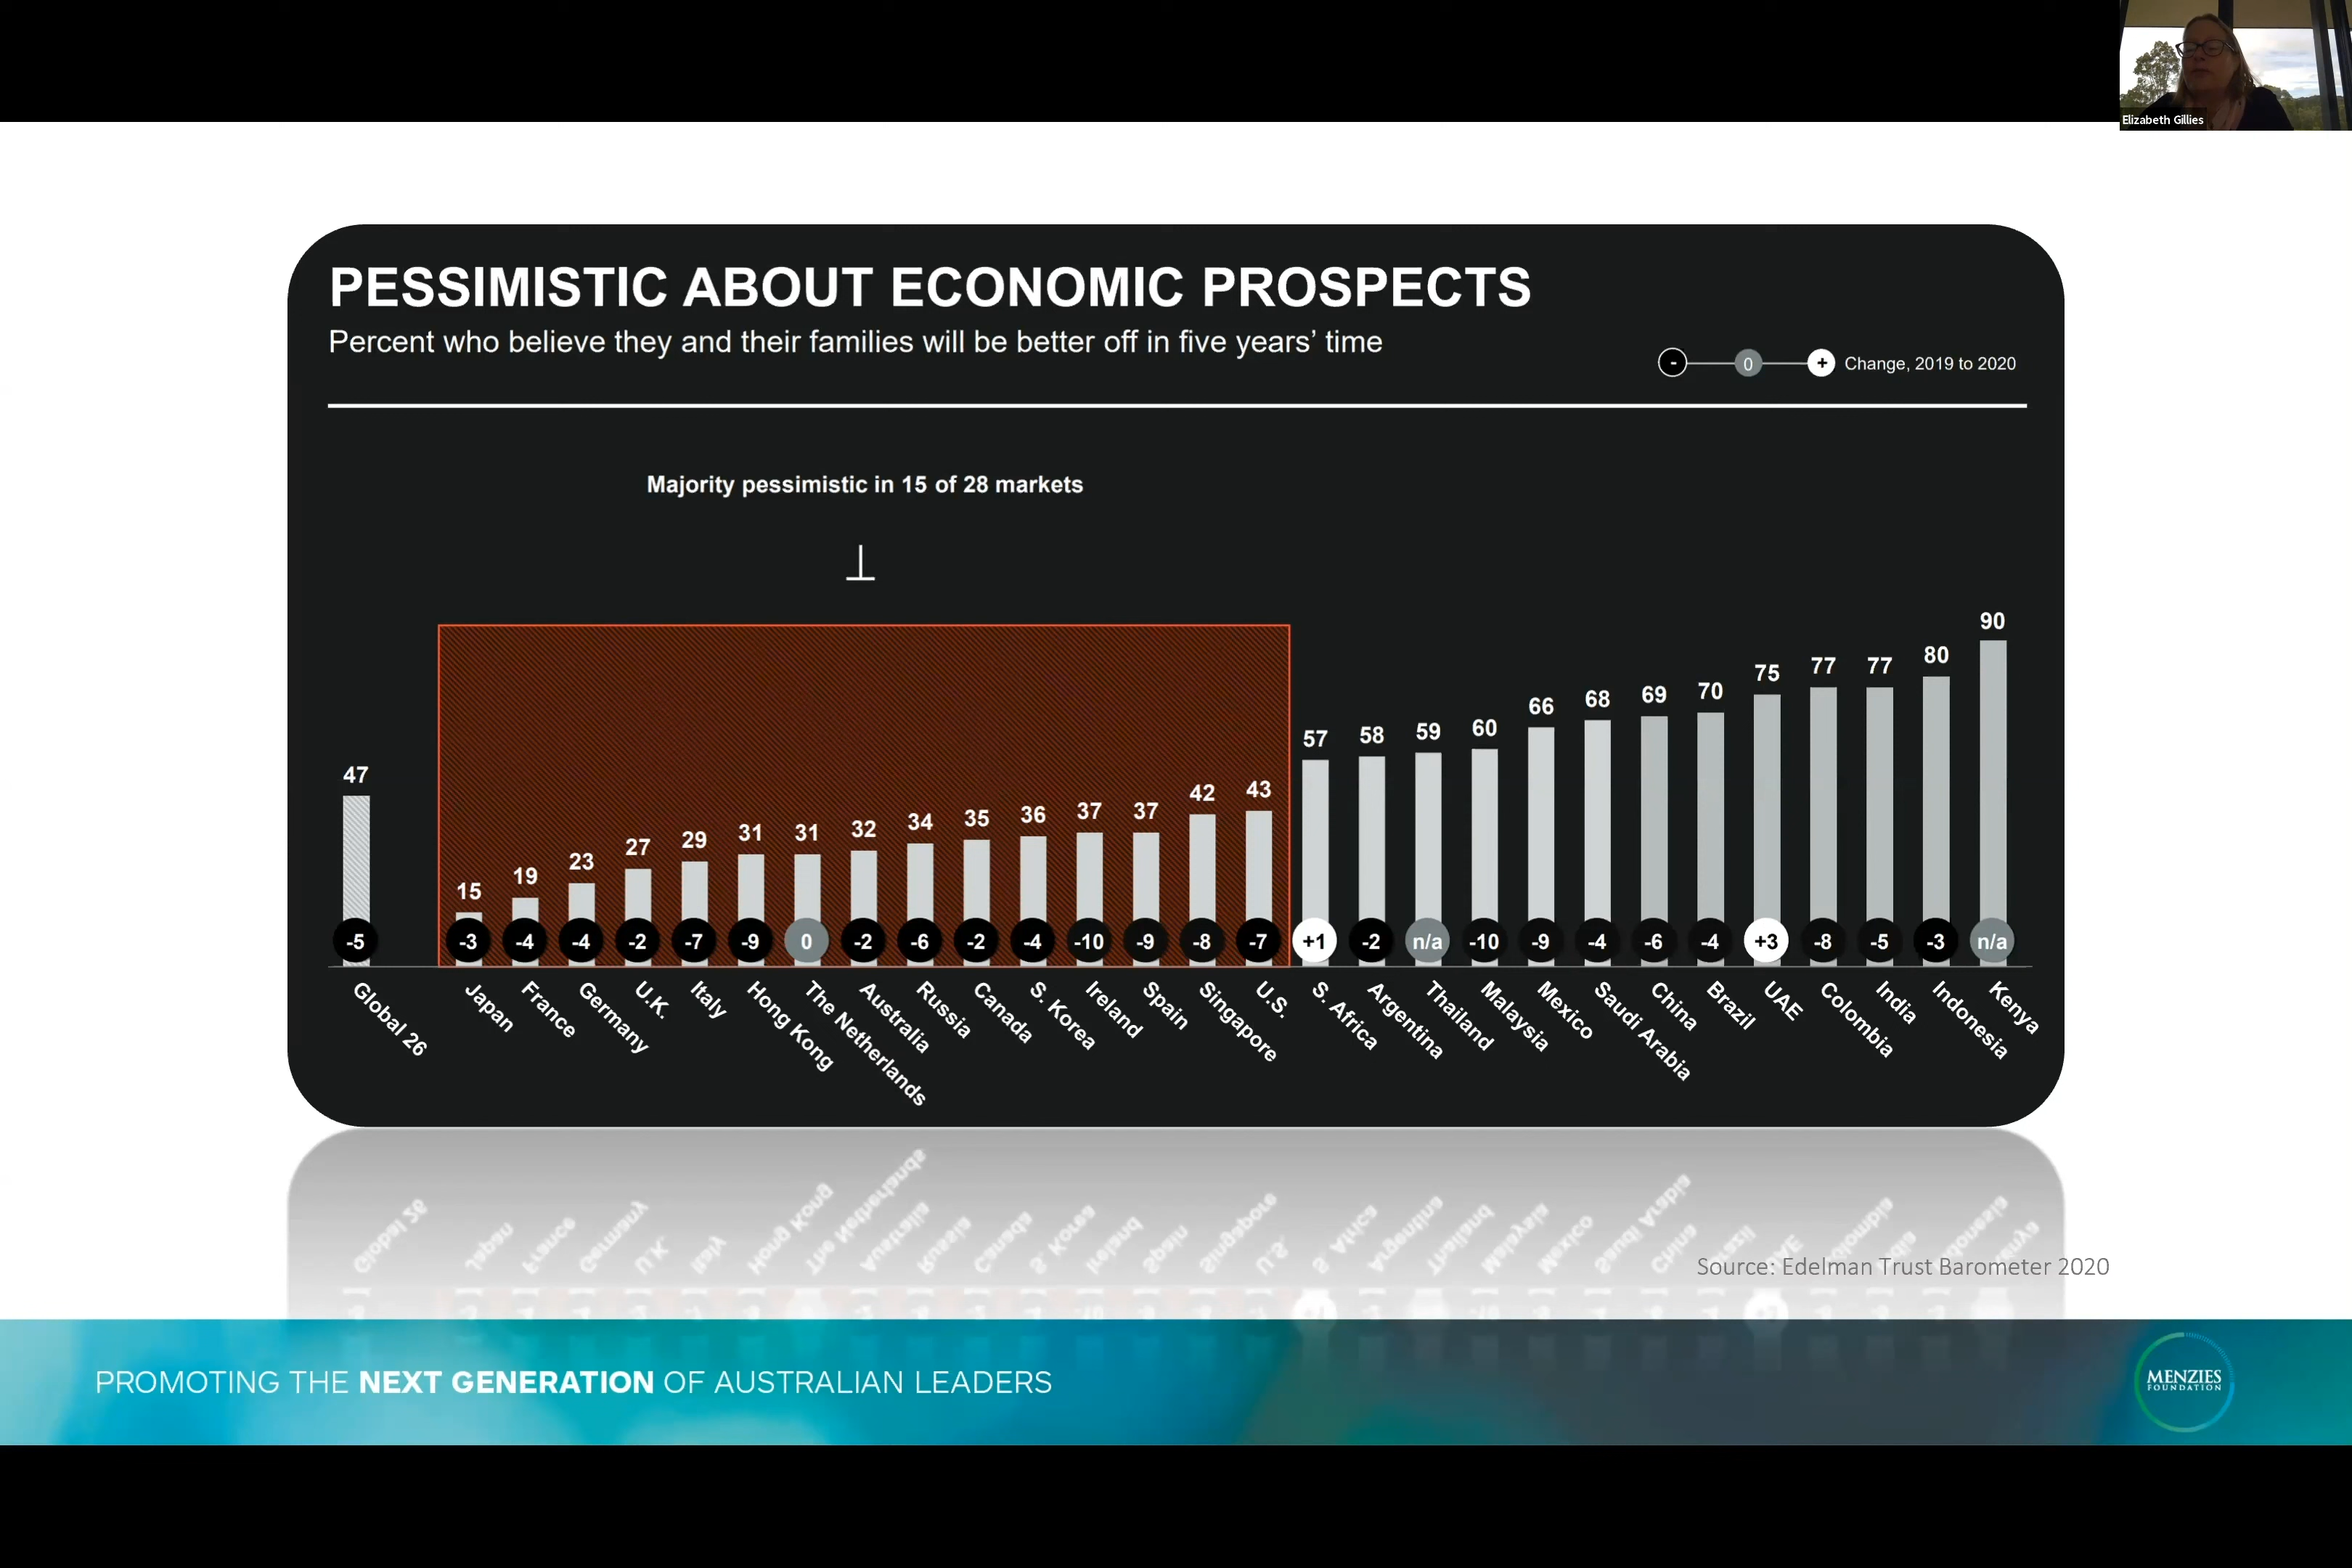 Elizabeth Gillies
PESSIMISTIC ABOUT ECONOMIC PROSPECTS
Percent who believe they and their families will be better off in five years’ time
- 0 + Change, 2019 to 2020
Majority pessimistic in 15 of 28 markets
47 15 19 23 27 29 31 31 32 34 35 36 37 37 42 43 57 58 59 60 66 68 69 70 75 77 77 80 90
-5 -3 -4 -4 -2 -7 -9 0 -2 -6 -2 -4 -10 -9 -8 -7 +1 -2 n/a -10 -9 -4 -6 -4 +3 -8 -5 -3 n/a
Global 26
Japan
France
Germany
U.K.
Italy
Hong Kong
The Netherlands
Australia
Russia
Canada
S. Korea
Ireland
Spain
Singapore
U.S.
S. Africa
Argentina
Thailand
Malaysia
Mexico
Saudi Arabia
China
Brazil
UAE
Colombia
India
Indonesia
Kenya
Source: Edelman Trust Barometer 2020
PROMOTING THE NEXT GENERATION OF AUSTRALIAN LEADERS
MENZIES
FOUNDATION